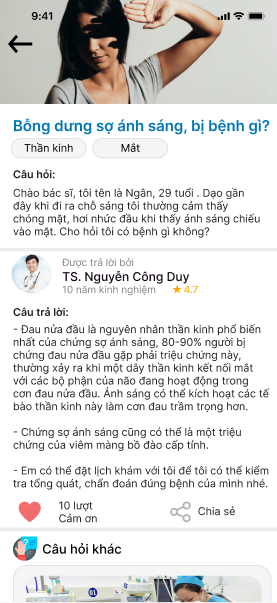 9:41
Bỗng dưng sợ ánh sáng, bị bệnh gì?
Thần kinh
Mắt
Câu hỏi:
Chào bác sĩ, tôi tên là Ngân, 29 tuổi . Dạo gần
đây khi đi ra chỗ sáng tôi thường cảm thấy
chóng mặt, hơi nhức đầu khi thấy ánh sáng chiếu
vào mặt. Cho hỏi tôi có bệnh gì không?
Được trả lời bởi
TS. Nguyễn Công Duy
10 năm kinh nghiệm
4.7
Câu trả lời:
- Đau nửa đầu là nguyên nhân thần kinh phổ biến
nhất của chứng sợ ánh sáng, 80-90% người bị
chứng đau nửa đầu gặp phải triệu chứng này,
thường xảy ra khi một dây thần kinh kết nối mắt
với các bộ phận của não đang hoạt động trong
cơn đau nửa đầu. Ánh sáng có thể kích hoạt các tế
bào thần kinh này làm cơn đau trầm trọng hơn.
- Chứng sợ ánh sáng cũng có thể là một triệu
chứng của viêm màng bồ đào cấp tính.
- Em có thể đặt lịch khám với tôi để tôi có thể kiểm
tra tổng quát, chẩn đoán đúng bệnh của mình nhé.
10 lượt
Cảm ơn
Chia sẻ
Câu hỏi khác